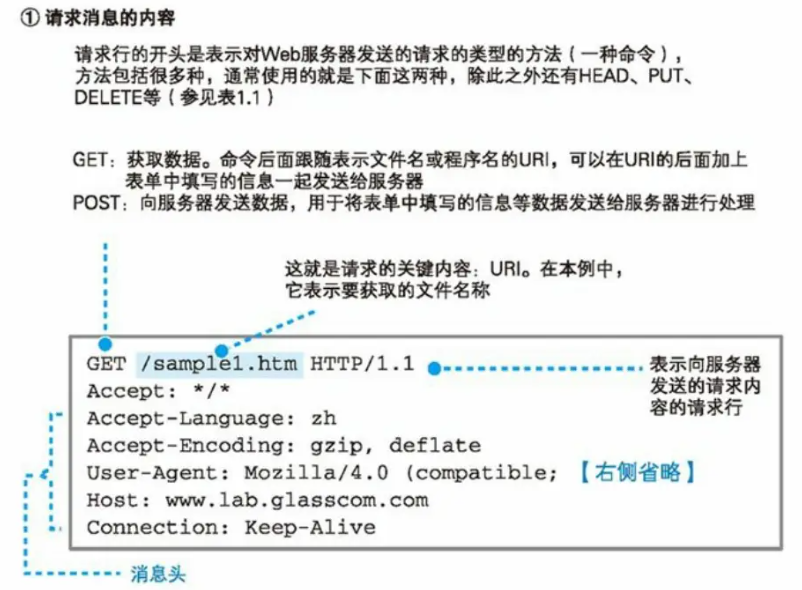 ① 请求消息的内容
请求行的开头是表示对Web服务器发送的请求的类型的方法（一种命令），
方法包括很多种，通常使用的就是下面这两种，除此之外还有HEAD、PUT、
DELETE等（参见表1.1）
GET：获取数据。命令后面跟随表示文件名或程序名的URI，可以在URI的后面加上
表单中填写的信息一起发送给服务器
POST：向服务器发送数据，用于将表单中填写的信息等数据发送给服务器进行处理
这就是请求的关键内容：URI。在本例中，
它表示要获取的文件名称
GET /sample1.htm HTTP/1.1
表示向服务器
发送的请求内
容的请求行
Accept: */*
Accept-Language: zh
Accept-Encoding: gzip, deflate
User-Agent: Mozilla/4.0 (compatible; 【右侧省略】
Host: www.lab.glasscom.com
Connection: Keep-Alive
消息头